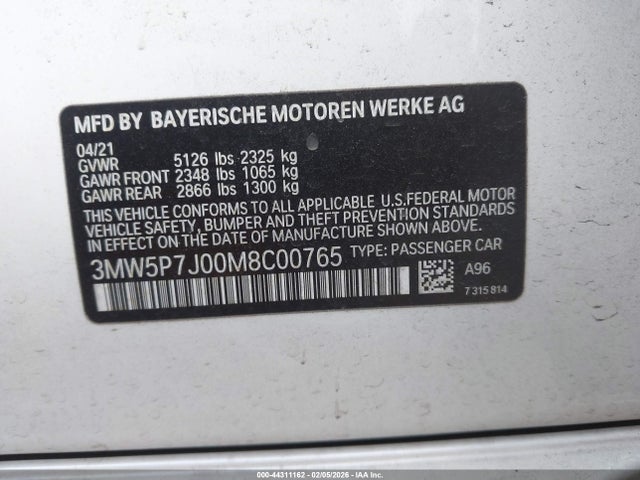 MFD BY BAYERISCHE MOTOREN WERKE AG
04/21
GVWR 5126 lbs 2325 kg
GAWR FRONT 2348 lbs 1065 kg
GAWR REAR 2866 lbs 1300 kg
THIS VEHICLE CONFORMS TO ALL APPLICABLE U.S.FEDERAL MOTOR
VEHICLE SAFETY, BUMPER AND THEFT PREVENTION STANDARDS
IN EFFECT ON THE DATE OF MANUFACTURE SHOWN ABOVE.
3MW5P7J00M8C00765 TYPE: PASSENGER CAR
A96
7 315 814
000-44311162 - 02/05/2026 - IAA Inc.